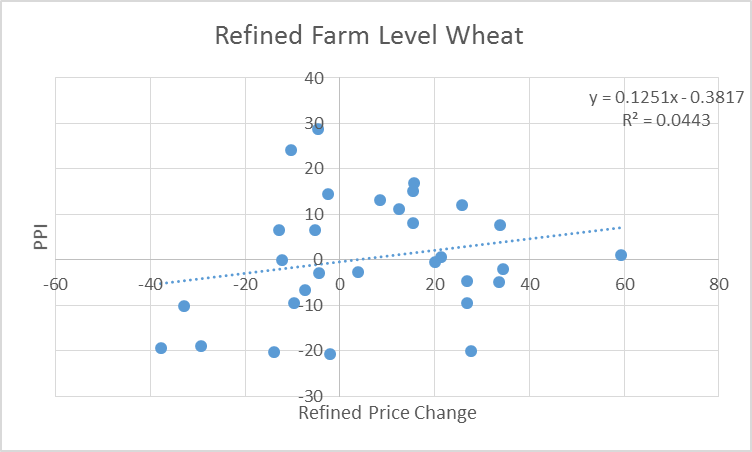 Refined Farm Level Wheat
y = 0.1251x - 0.3817
R² = 0.0443
PPI
40
30
20
10
0
-10
-20
-30
-60 -40 -20 0 20 40 60 80
Refined Price Change